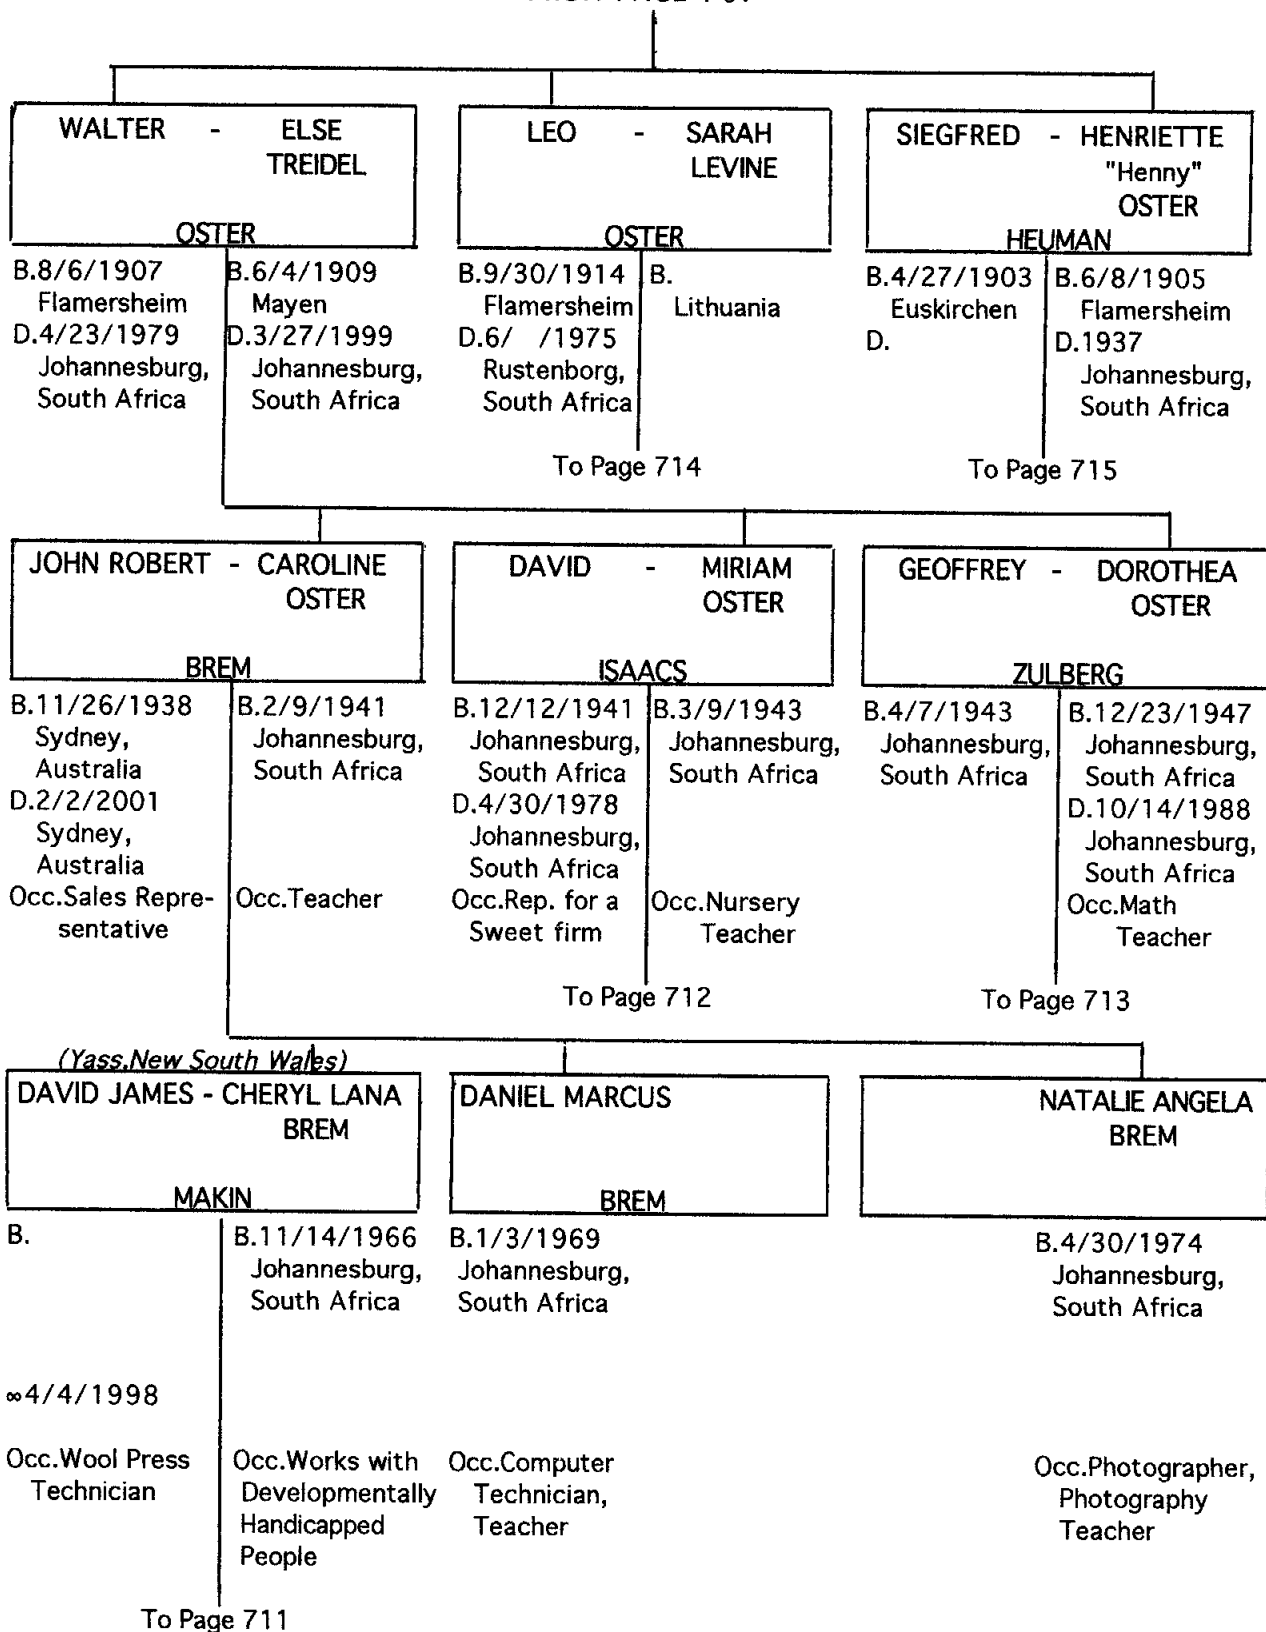 WALTER - ELSE
TREIDEL
OSTER
B.8/6/1907
Flamersheim
D.4/23/1979
Johannesburg,
South Africa
B.6/4/1909
Mayen
D.3/27/1999
Johannesburg,
South Africa
LEO - SARAH
LEVINE
OSTER
B.9/30/1914
Flamersheim
D.6/ /1975
Rustenborg,
South Africa
B.
Lithuania
To Page 714
SIEGFRED - HENRIETTE
"Henny"
OSTER
HEUMAN
B.4/27/1903
Euskirchen
D.
B.6/8/1905
Flamersheim
D.1937
Johannesburg,
South Africa
To Page 715
JOHN ROBERT - CAROLINE
OSTER
BREM
B.11/26/1938
Sydney,
Australia
D.2/2/2001
Sydney,
Australia
Occ.Sales Repre-
sentative
B.2/9/1941
Johannesburg,
South Africa
Occ.Teacher
DAVID - MIRIAM
OSTER
ISAACS
B.12/12/1941
Johannesburg,
South Africa
D.4/30/1978
Johannesburg,
South Africa
Occ.Rep. for a
Sweet firm
B.3/9/1943
Johannesburg,
South Africa
Occ.Nursery
Teacher
To Page 712
GEOFFREY - DOROTHEA
OSTER
ZULBERG
B.4/7/1943
Johannesburg,
South Africa
B.12/23/1947
Johannesburg,
South Africa
D.10/14/1988
Johannesburg,
South Africa
Occ.Math
Teacher
To Page 713
(Yass.New South Wales)
DAVID JAMES - CHERYL LANA
BREM
MAKIN
B.
∞4/4/1998
Occ.Wool Press
Technician
B.11/14/1966
Johannesburg,
South Africa
Occ.Works with
Developmentally
Handicapped
People
To Page 711
DANIEL MARCUS
BREM
B.1/3/1969
Johannesburg,
South Africa
Occ.Computer
Technician,
Teacher
NATALIE ANGELA
BREM
B.4/30/1974
Johannesburg,
South Africa
Occ.Photographer,
Photography
Teacher